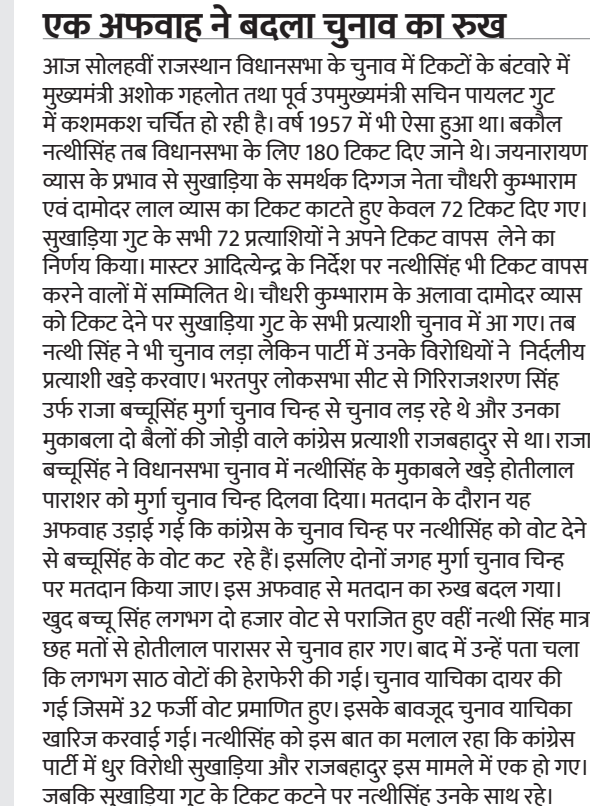 एक अफवाह ने बदला चुनाव का रुख
आज सोलहवीं राजस्थान विधानसभा के चुनाव में टिकटों के बंटवारे में
मुख्यमंत्री अशोक गहलोत तथा पूर्व उपमुख्यमंत्री सचिन पायलट गुट
में कशमकश चर्चित हो रही है। वर्ष 1957 में भी ऐसा हुआ था। बकौल
नत्थीसिंह तब विधानसभा के लिए 180 टिकट दिए जाने थे। जयनारायण
व्यास के प्रभाव से सुखाड़िया के समर्थक दिग्गज नेता चौधरी कुम्भाराम
एवं दामोदर लाल व्यास का टिकट काटते हुए केवल 72 टिकट दिए गए।
सुखाड़िया गुट के सभी 72 प्रत्याशियों ने अपने टिकट वापस लेने का
निर्णय किया। मास्टर आदित्येन्द्र के निर्देश पर नत्थीसिंह भी टिकट वापस
करने वालों में सम्मिलित थे। चौधरी कुम्भाराम के अलावा दामोदर व्यास
को टिकट देने पर सुखाड़िया गुट के सभी प्रत्याशी चुनाव में आ गए। तब
नत्थी सिंह ने भी चुनाव लड़ा लेकिन पार्टी में उनके विरोधियों ने निर्दलीय
प्रत्याशी खड़े करवाए। भरतपुर लोकसभा सीट से गिरिराजशरण सिंह
उर्फ राजा बच्चूसिंह मुर्गा चुनाव चिन्ह से चुनाव लड़ रहे थे और उनका
मुकाबला दो बैलों की जोड़ी वाले कांग्रेस प्रत्याशी राजबहादुर से था। राजा
बच्चूसिंह ने विधानसभा चुनाव में नत्थीसिंह के मुकाबले खड़े होतीलाल
पाराशर को मुर्गा चुनाव चिन्ह दिलवा दिया। मतदान के दौरान यह
अफवाह उड़ाई गई कि कांग्रेस के चुनाव चिन्ह पर नत्थीसिंह को वोट देने
से बच्चूसिंह के वोट कट रहे हैं। इसलिए दोनों जगह मुर्गा चुनाव चिन्ह
पर मतदान किया जाए। इस अफवाह से मतदान का रुख बदल गया।
खुद बच्चू सिंह लगभग दो हजार वोट से पराजित हुए वहीं नत्थी सिंह मात्र
छह मतों से होतीलाल पारासर से चुनाव हार गए। बाद में उन्हें पता चला
कि लगभग साठ वोटों की हेराफेरी की गई। चुनाव याचिका दायर की
गई जिसमें 32 फर्जी वोट प्रमाणित हुए। इसके बावजूद चुनाव याचिका
खारिज करवाई गई। नत्थीसिंह को इस बात का मलाल रहा कि कांग्रेस
पार्टी में धुर विरोधी सुखाड़िया और राजबहादुर इस मामले में एक हो गए।
जबकि सुखाड़िया गुट के टिकट कटने पर नत्थीसिंह उनके साथ रहे।